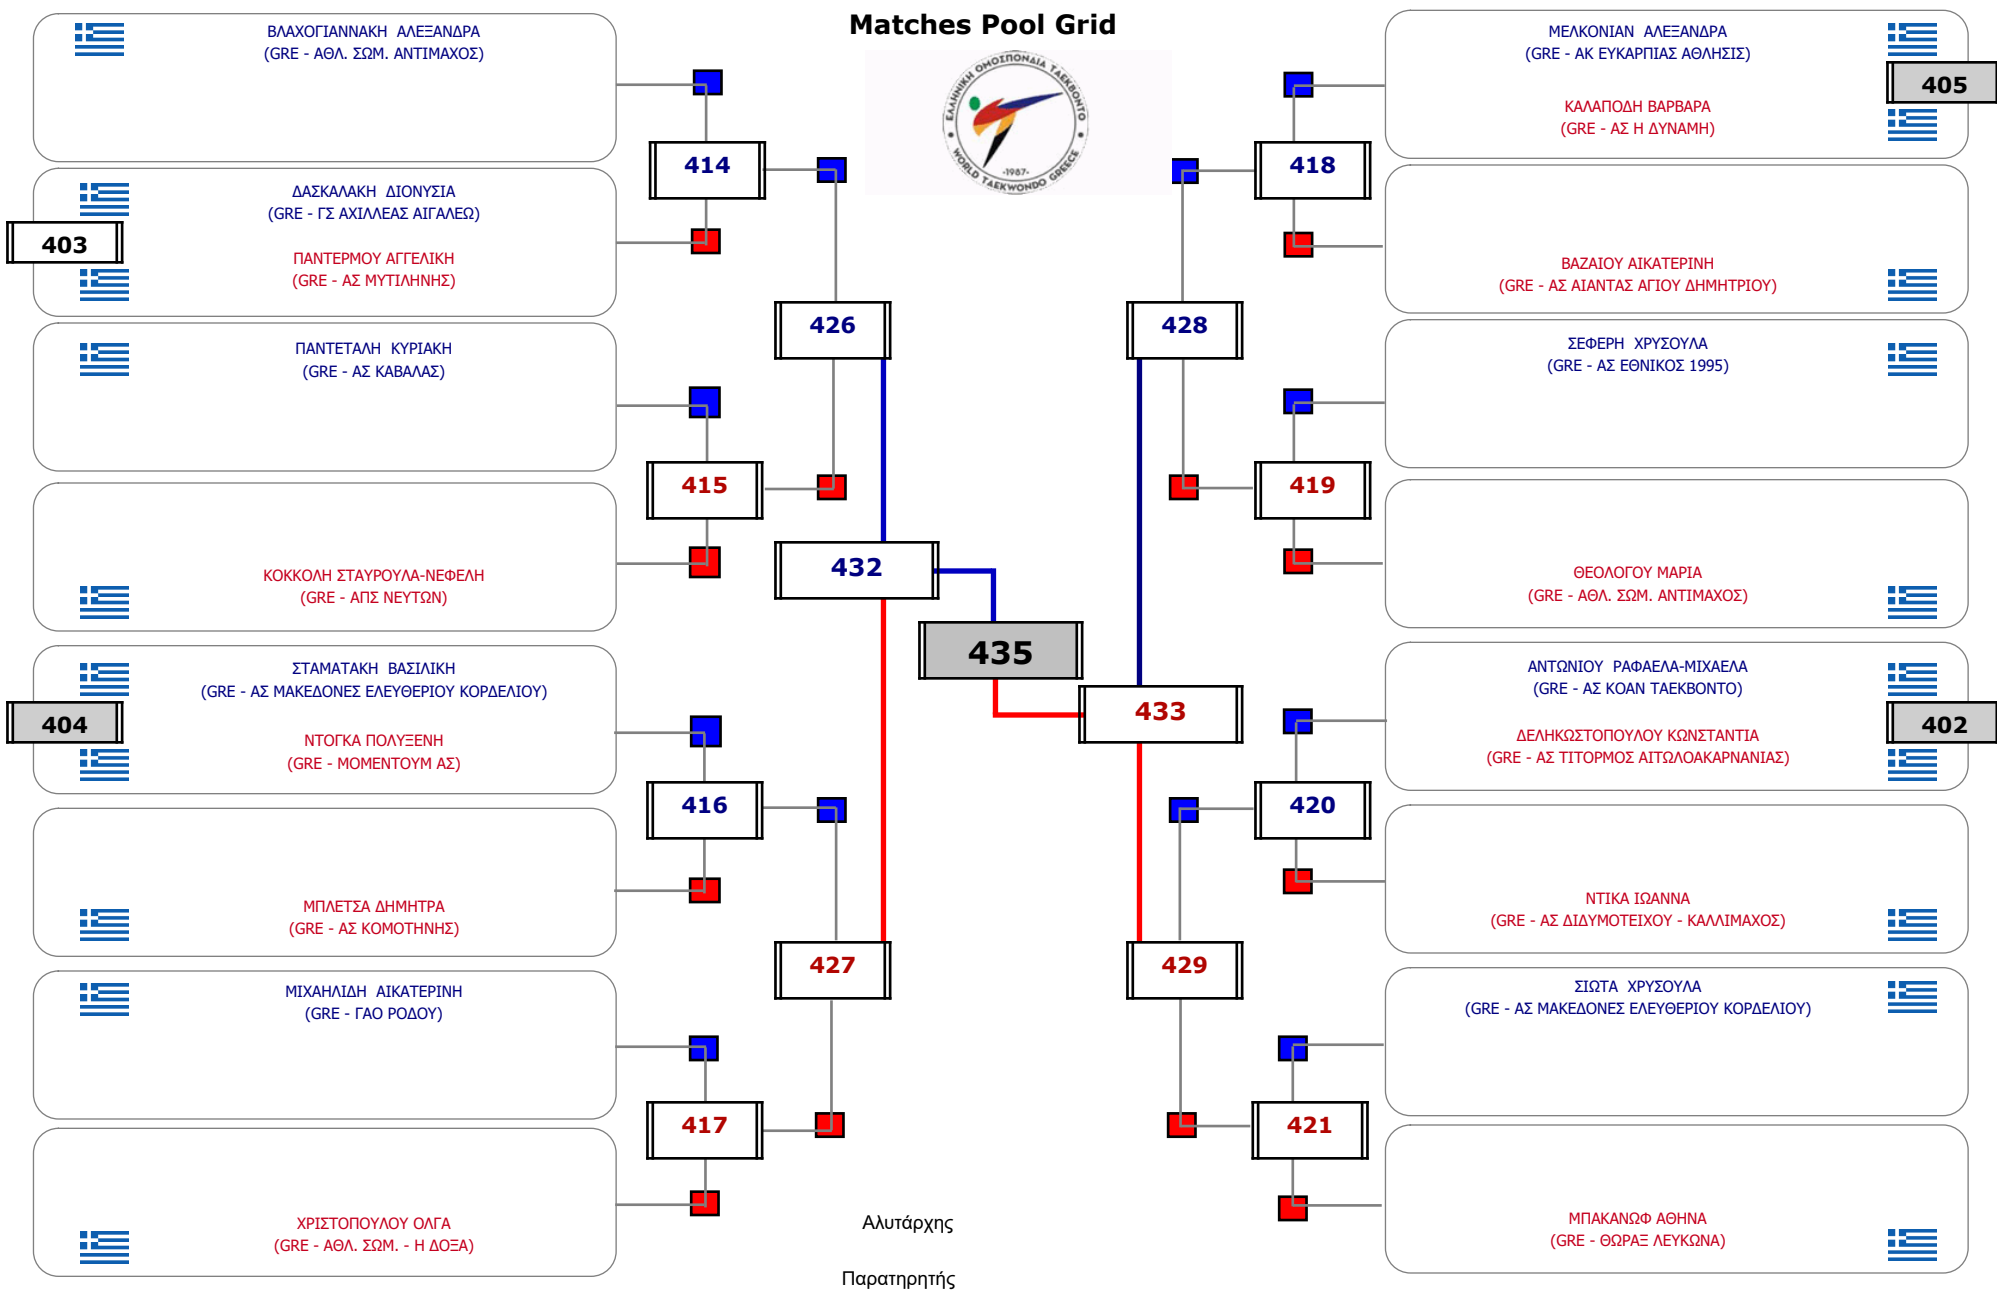 Matches Pool Grid
ΕΛΛΗΝΙΚΗ ΟΜΟΣΠΟΝΔΙΑ ΤΑΕΚΒΟΝΤΟ
-1987-
WORLD TAEKWONDO GREECE
ΒΛΑΧΟΓΙΑΝΝΑΚΗ ΑΛΕΞΑΝΔΡΑ
(GRE - ΑΘΛ. ΣΩΜ. ΑΝΤΙΜΑΧΟΣ)
414
ΔΑΣΚΑΛΑΚΗ ΔΙΟΝΥΣΙΑ
(GRE - ΓΣ ΑΧΙΛΛΕΑΣ ΑΙΓΑΛΕΩ)
403
ΠΑΝΤΕΡΜΟΥ ΑΓΓΕΛΙΚΗ
(GRE - ΑΣ ΜΥΤΙΛΗΝΗΣ)
426
ΠΑΝΤΕΤΑΛΗ ΚΥΡΙΑΚΗ
(GRE - ΑΣ ΚΑΒΑΛΑΣ)
415
ΚΟΚΚΟΛΗ ΣΤΑΥΡΟΥΛΑ-ΝΕΦΕΛΗ
(GRE - ΑΠΣ ΝΕΥΤΩΝ)
432
435
ΣΤΑΜΑΤΑΚΗ ΒΑΣΙΛΙΚΗ
(GRE - ΑΣ ΜΑΚΕΔΟΝΕΣ ΕΛΕΥΘΕΡΙΟΥ ΚΟΡΔΕΛΙΟΥ)
404
ΝΤΟΓΚΑ ΠΟΛΥΞΕΝΗ
(GRE - ΜΟΜΕΝΤΟΥΜ ΑΣ)
416
ΜΠΛΕΤΣΑ ΔΗΜΗΤΡΑ
(GRE - ΑΣ ΚΟΜΟΤΗΝΗΣ)
427
ΜΙΧΑΗΛΙΔΗ ΑΙΚΑΤΕΡΙΝΗ
(GRE - ΓΑΟ ΡΟΔΟΥ)
417
ΧΡΙΣΤΟΠΟΥΛΟΥ ΟΛΓΑ
(GRE - ΑΘΛ. ΣΩΜ. - Η ΔΟΞΑ)
ΜΕΛΚΟΝΙΑΝ ΑΛΕΞΑΝΔΡΑ
(GRE - ΑΚ ΕΥΚΑΡΠΙΑΣ ΑΘΛΗΣΙΣ)
405
ΚΑΛΑΠΟΔΗ ΒΑΡΒΑΡΑ
(GRE - ΑΣ Η ΔΥΝΑΜΗ)
418
ΒΑΖΑΙΟΥ ΑΙΚΑΤΕΡΙΝΗ
(GRE - ΑΣ ΑΙΑΝΤΑΣ ΑΓΙΟΥ ΔΗΜΗΤΡΙΟΥ)
428
ΣΕΦΕΡΗ ΧΡΥΣΟΥΛΑ
(GRE - ΑΣ ΕΘΝΙΚΟΣ 1995)
419
ΘΕΟΛΟΓΟΥ ΜΑΡΙΑ
(GRE - ΑΘΛ. ΣΩΜ. ΑΝΤΙΜΑΧΟΣ)
433
ΑΝΤΩΝΙΟΥ ΡΑΦΑΕΛΑ-ΜΙΧΑΕΛΑ
(GRE - ΑΣ ΚΟΑΝ ΤΑΕΚΒΟΝΤΟ)
402
ΔΕΛΗΚΩΣΤΟΠΟΥΛΟΥ ΚΩΝΣΤΑΝΤΙΑ
(GRE - ΑΣ ΤΙΤΟΡΜΟΣ ΑΙΤΩΛΟΑΚΑΡΝΑΝΙΑΣ)
420
ΝΤΙΚΑ ΙΩΑΝΝΑ
(GRE - ΑΣ ΔΙΔΥΜΟΤΕΙΧΟΥ - ΚΑΛΛΙΜΑΧΟΣ)
429
ΣΙΩΤΑ ΧΡΥΣΟΥΛΑ
(GRE - ΑΣ ΜΑΚΕΔΟΝΕΣ ΕΛΕΥΘΕΡΙΟΥ ΚΟΡΔΕΛΙΟΥ)
421
ΜΠΑΚΑΝΩΦ ΑΘΗΝΑ
(GRE - ΘΩΡΑΞ ΛΕΥΚΩΝΑ)
Αλυτάρχης
Παρατηρητής